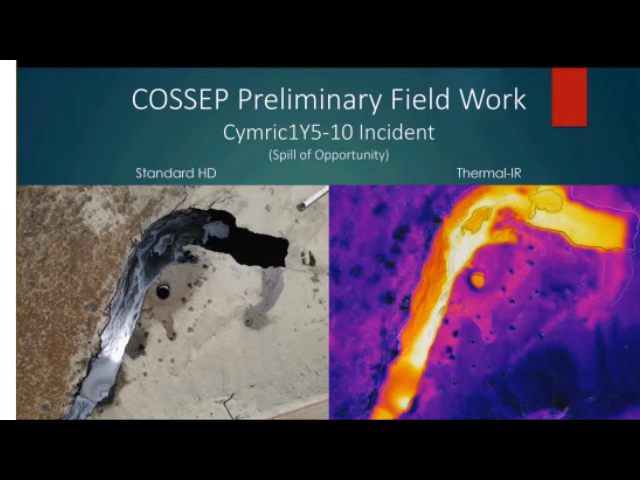 COSSEP Preliminary Field Work
Cymric1Y5-10 Incident
(Spill of Opportunity)
Standard HD
Thermal-IR